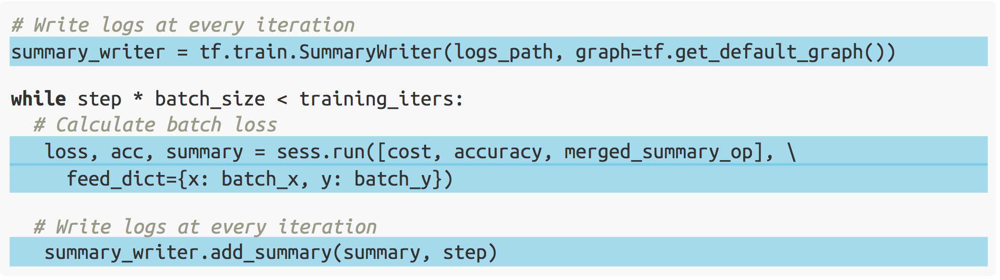 # Write logs at every iteration
summary_writer = tf.train.SummaryWriter(logs_path, graph=tf.get_default_graph())
while step * batch_size < training_iters:
# Calculate batch loss
loss, acc, summary = sess.run([cost, accuracy, merged_summary_op], \
feed_dict={x: batch_x, y: batch_y})
# Write logs at every iteration
summary_writer.add_summary(summary, step)